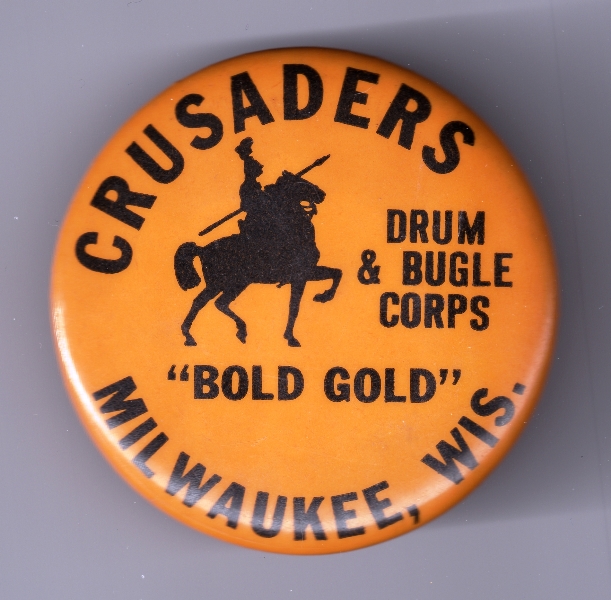 CRUSADERS
DRUM
& BUGLE
CORPS
"BOLD GOLD"
MILWAUKEE, WIS.